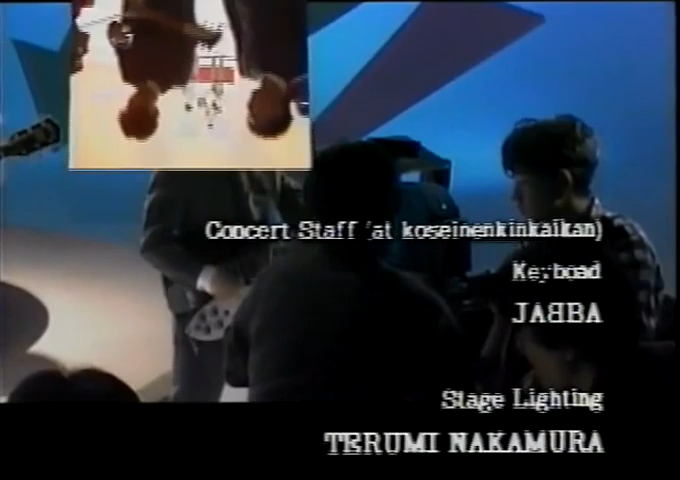 Concert Staff (at koseinenkinkaikan)
Keyboad
JABBA
Stage Lighting
TERUMI NAKAMURA